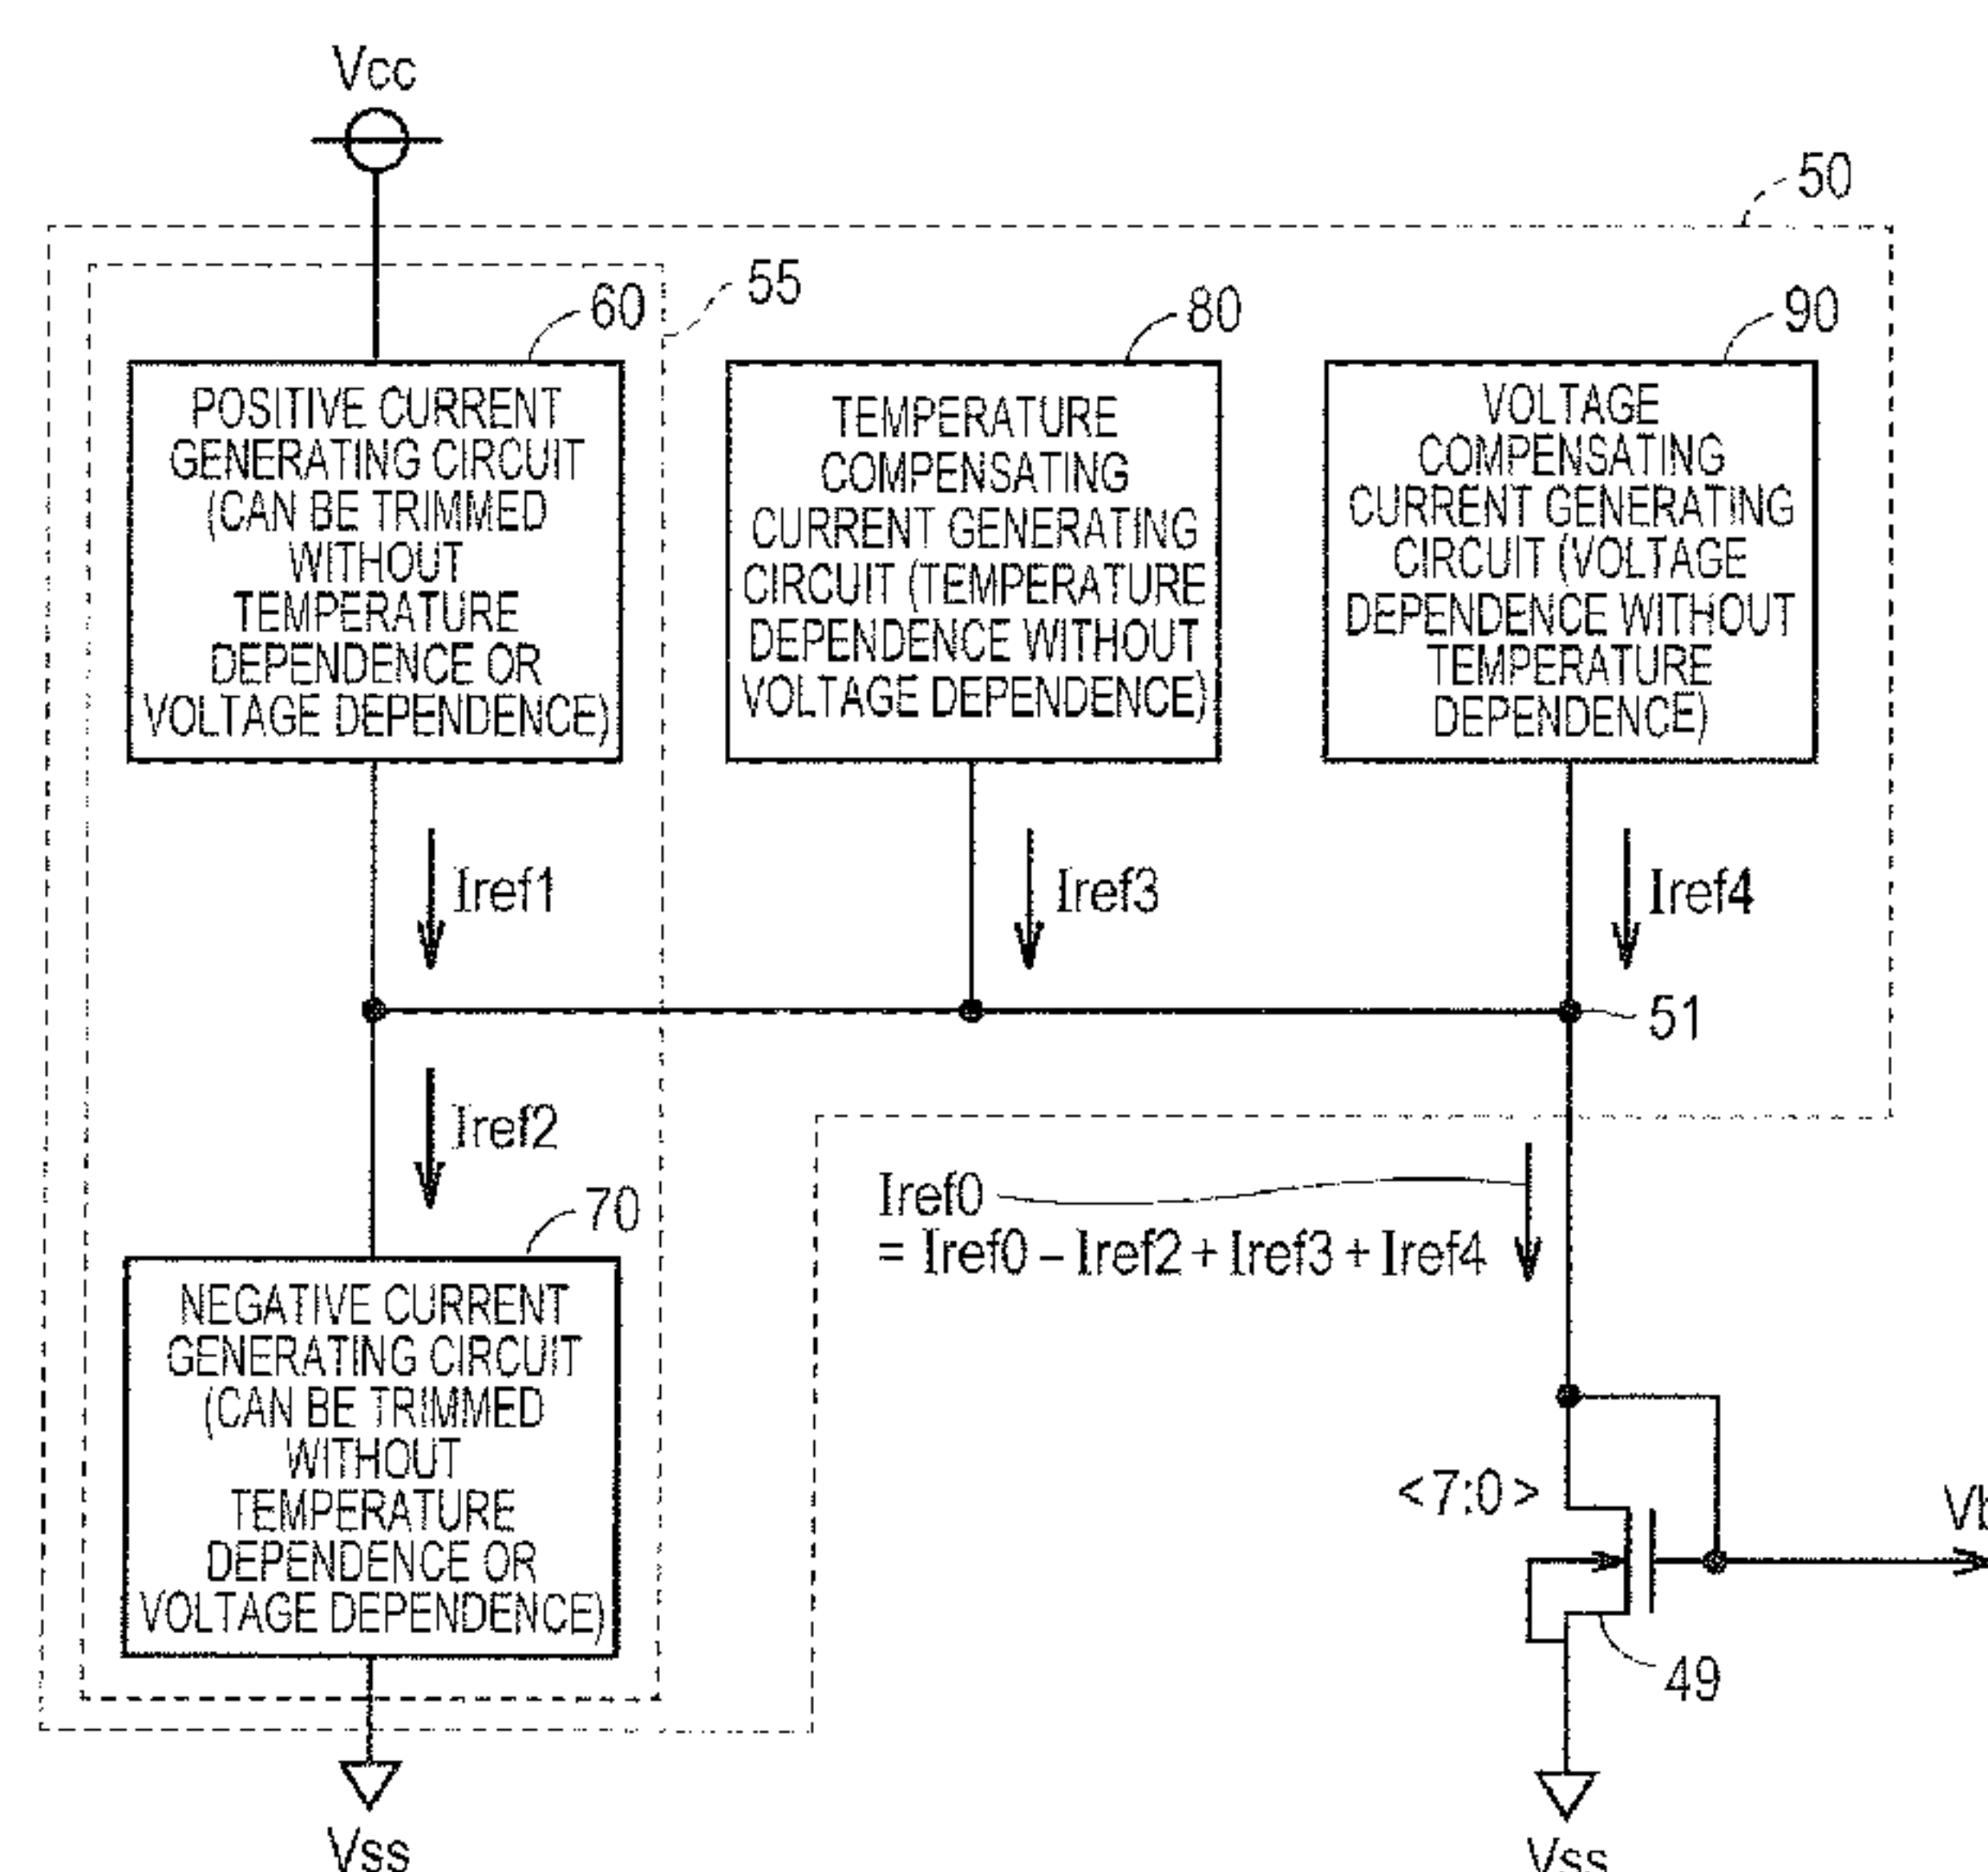 Vcc
50
55
60
80
90
POSITIVE CURRENT
GENERATING CIRCUIT
(CAN BE TRIMMED
WITHOUT
TEMPERATURE
DEPENDENCE OR
VOLTAGE DEPENDENCE)
TEMPERATURE
COMPENSATING
CURRENT GENERATING
CIRCUIT (TEMPERATURE
DEPENDENCE WITHOUT
VOLTAGE DEPENDENCE)
VOLTAGE
COMPENSATING
CURRENT GENERATING
CIRCUIT (VOLTAGE
DEPENDENCE WITHOUT
TEMPERATURE
DEPENDENCE)
Iref1
Iref3
Iref4
51
Iref2
Iref0
= Iref0 – Iref2 + Iref3 + Iref4
70
NEGATIVE CURRENT
GENERATING CIRCUIT
(CAN BE TRIMMED
WITHOUT
TEMPERATURE
DEPENDENCE OR
VOLTAGE DEPENDENCE)
<7:0>
49
Vss
Vss